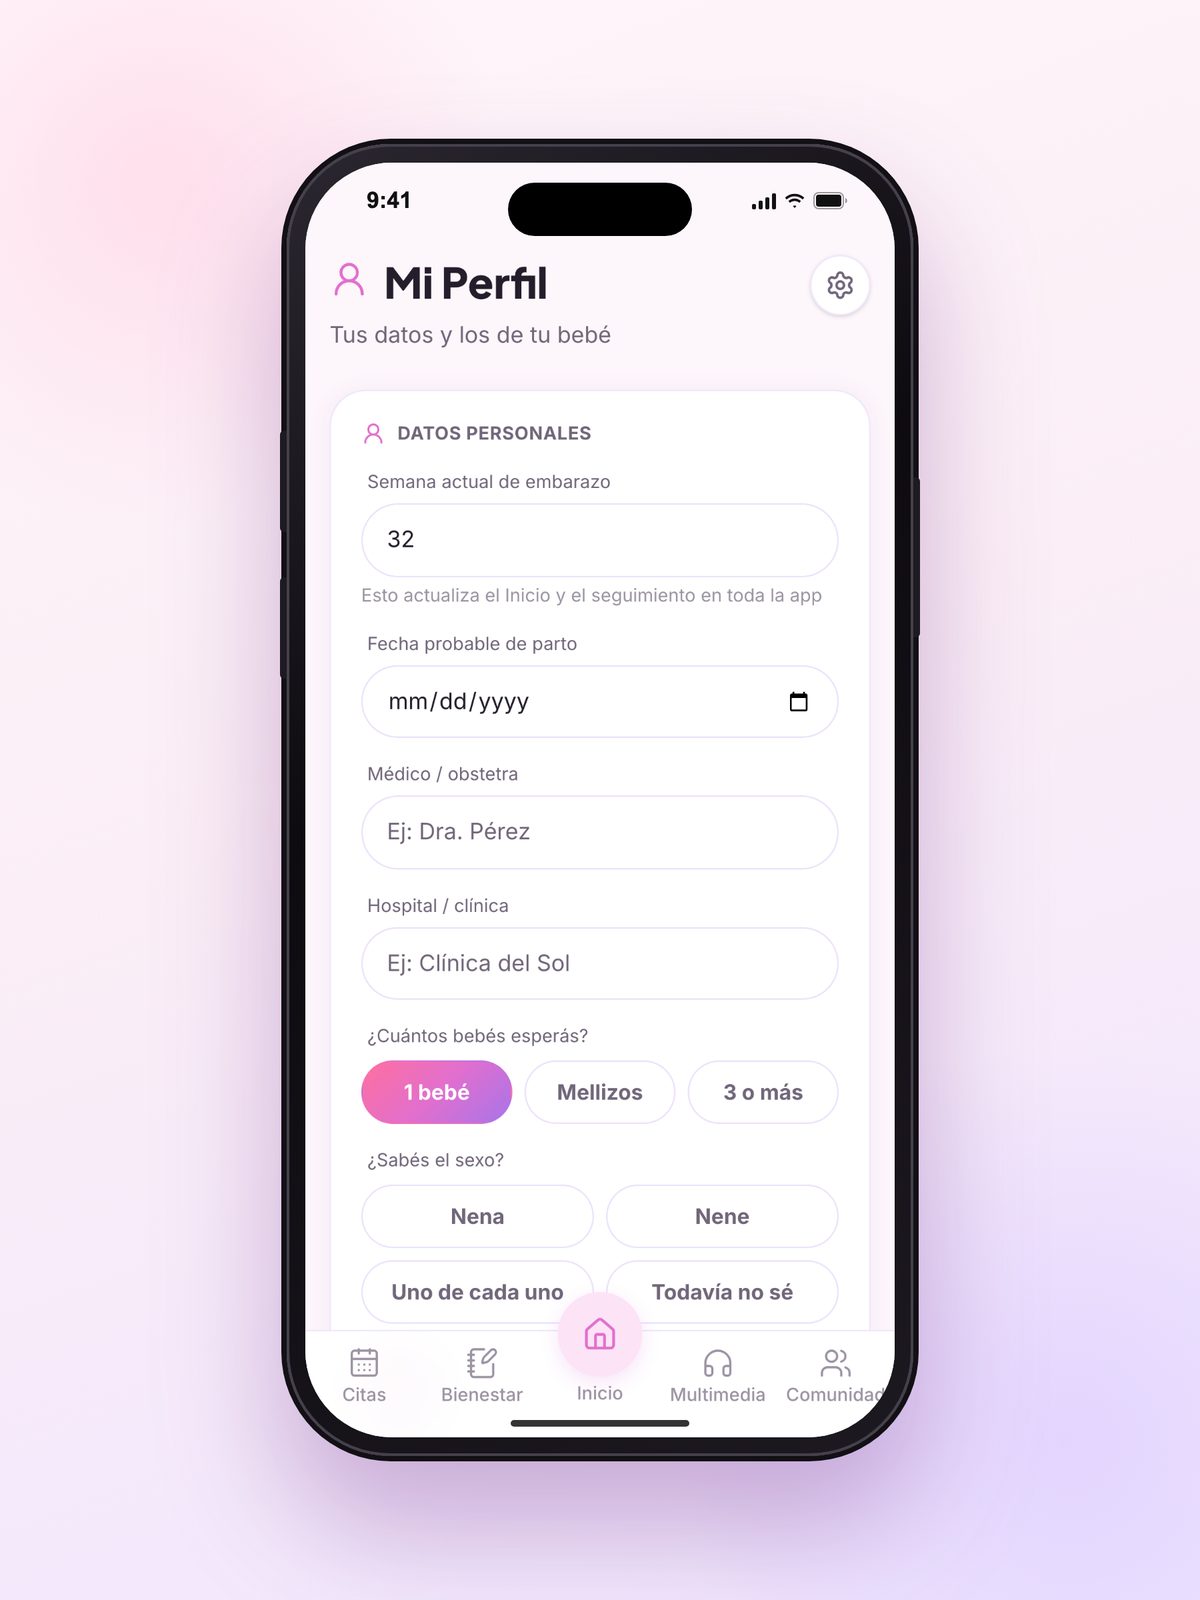 9:41
Mi Perfil
Tus datos y los de tu bebé
DATOS PERSONALES
Semana actual de embarazo
32
Esto actualiza el Inicio y el seguimiento en toda la app
Fecha probable de parto
mm/dd/yyyy
Médico / obstetra
Ej: Dra. Pérez
Hospital / clínica
Ej: Clínica del Sol
¿Cuántos bebés esperás?
1 bebé Mellizos 3 o más
¿Sabés el sexo?
Nena Nene
Uno de cada uno Todavía no sé
Citas Bienestar Inicio Multimedia Comunidad